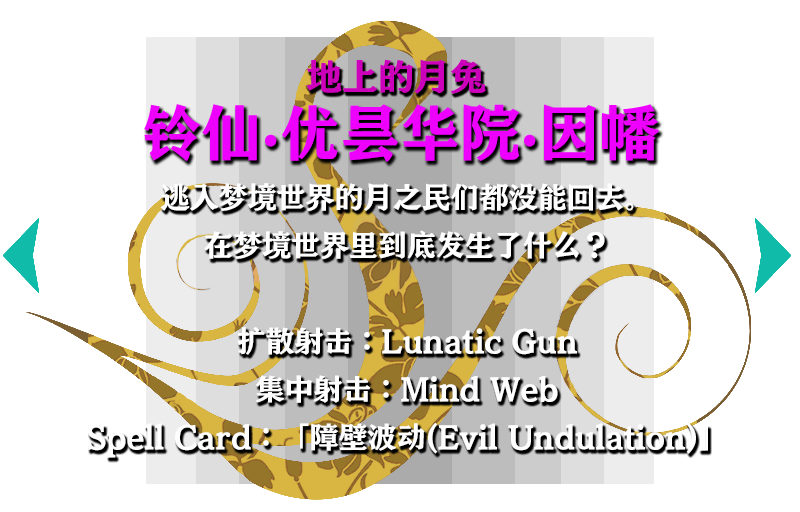 地上的月兔
铃仙·优昙华院·因幡
逃入梦境世界的月之民们都没能回去。
在梦境世界里到底发生了什么？
扩散射击：Lunatic Gun
集中射击：Mind Web
Spell Card：「障壁波动(Evil Undulation)」